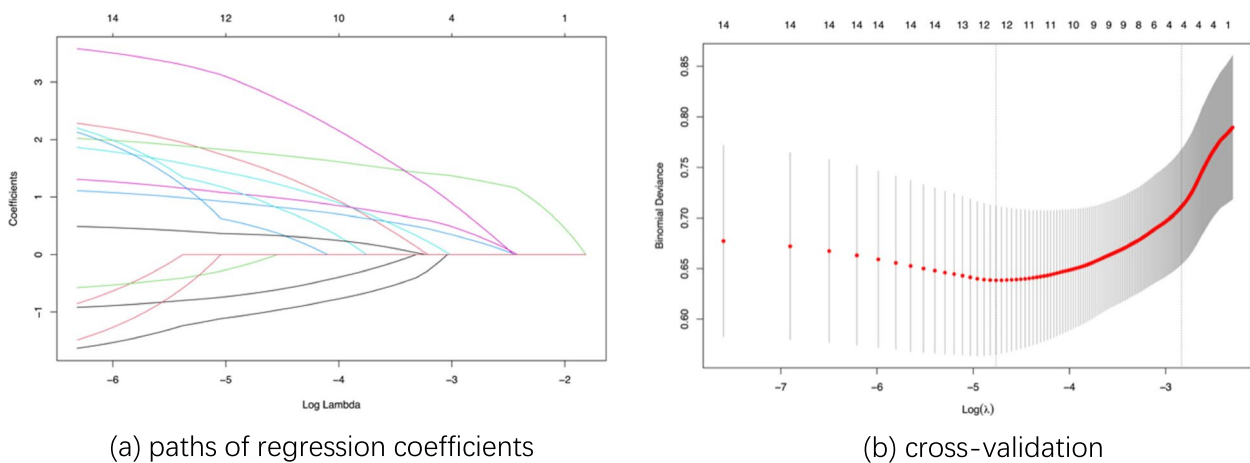 14 12 10 4 1
3
2
1
0
−1
Coefficients
−6 −5 −4 −3 −2
Log Lambda
(a) paths of regression coefficients
14 14 14 14 14 14 13 12 12 11 11 10 9 9 9 8 6 4 4 4 1
0.85
0.80
0.75
0.70
0.65
0.60
Binomial Deviance
−7 −6 −5 −4 −3
Log(λ)
(b) cross-validation